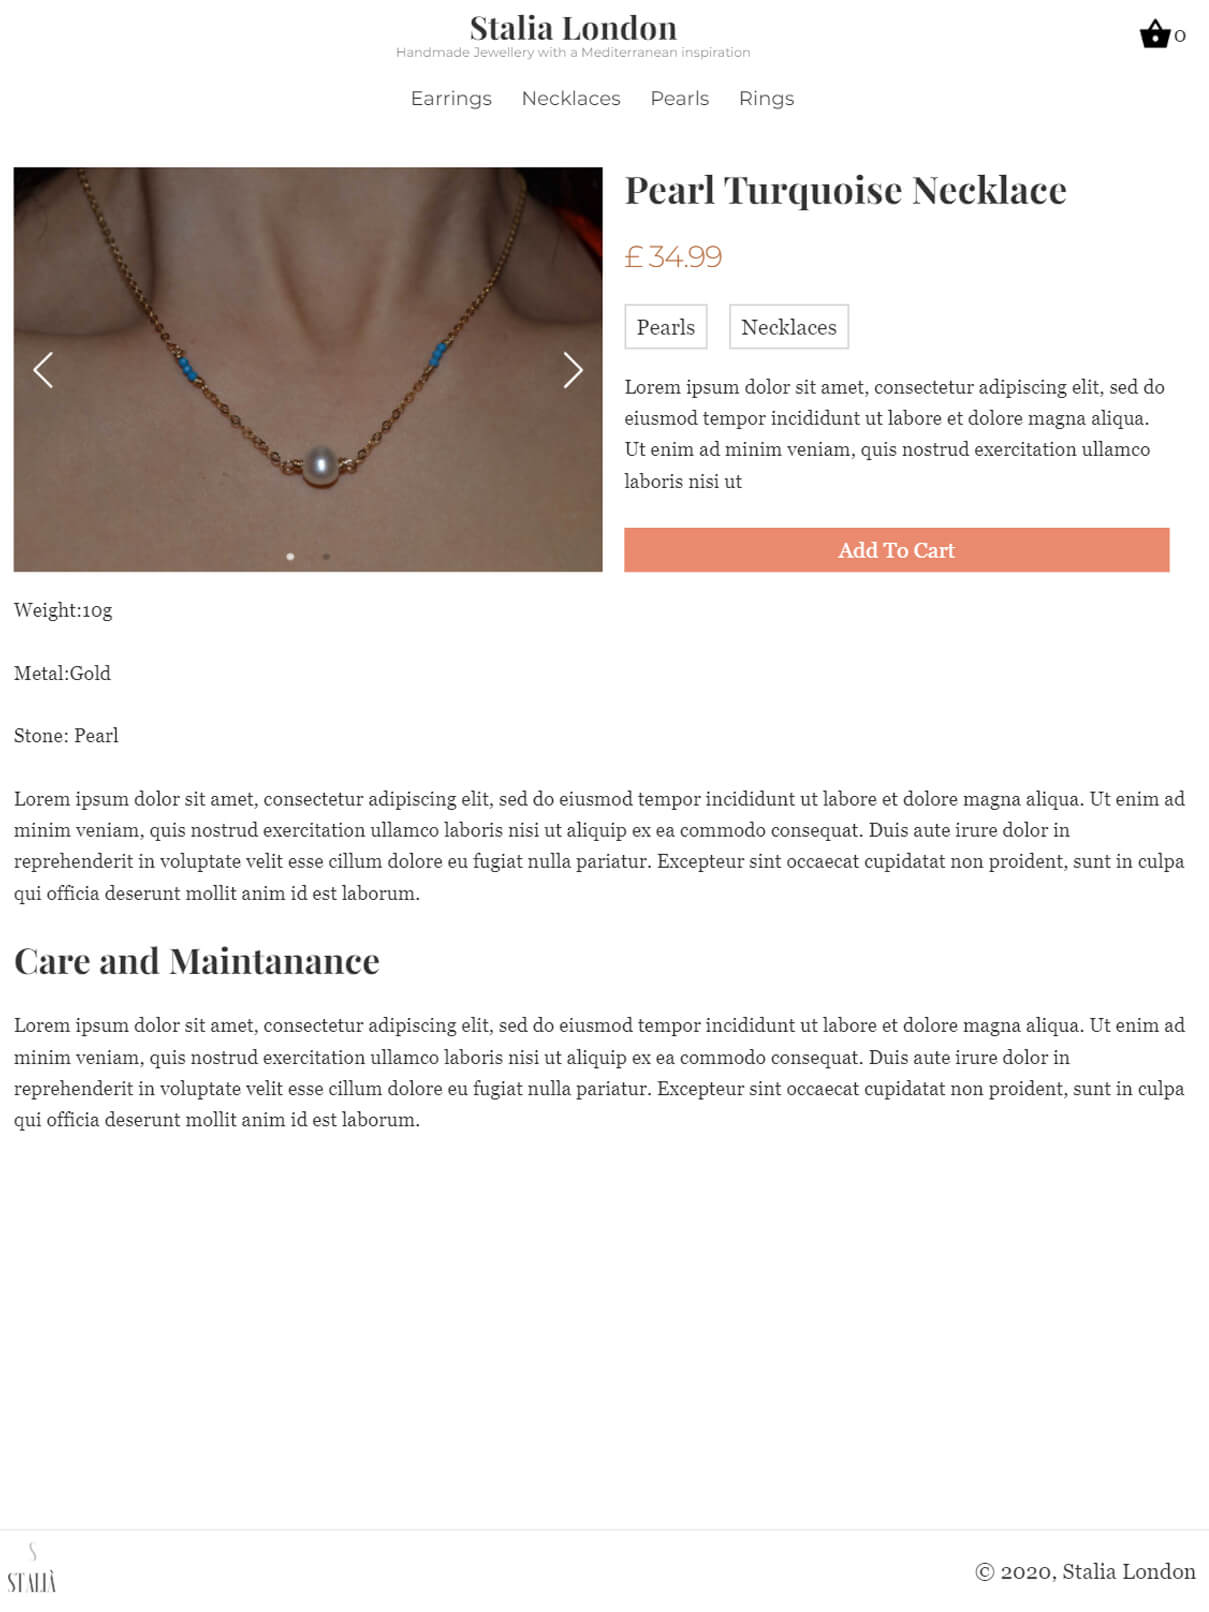 Stalia London
Handmade Jewellery with a Mediterranean inspiration
0
Earrings Necklaces Pearls Rings
Pearl Turquoise Necklace
£ 34.99
Pearls Necklaces
Lorem ipsum dolor sit amet, consectetur adipiscing elit, sed do
eiusmod tempor incididunt ut labore et dolore magna aliqua.
Ut enim ad minim veniam, quis nostrud exercitation ullamco
laboris nisi ut
Add To Cart
Weight:10g
Metal:Gold
Stone: Pearl
Lorem ipsum dolor sit amet, consectetur adipiscing elit, sed do eiusmod tempor incididunt ut labore et dolore magna aliqua. Ut enim ad
minim veniam, quis nostrud exercitation ullamco laboris nisi ut aliquip ex ea commodo consequat. Duis aute irure dolor in
reprehenderit in voluptate velit esse cillum dolore eu fugiat nulla pariatur. Excepteur sint occaecat cupidatat non proident, sunt in culpa
qui officia deserunt mollit anim id est laborum.
Care and Maintanance
Lorem ipsum dolor sit amet, consectetur adipiscing elit, sed do eiusmod tempor incididunt ut labore et dolore magna aliqua. Ut enim ad
minim veniam, quis nostrud exercitation ullamco laboris nisi ut aliquip ex ea commodo consequat. Duis aute irure dolor in
reprehenderit in voluptate velit esse cillum dolore eu fugiat nulla pariatur. Excepteur sint occaecat cupidatat non proident, sunt in culpa
qui officia deserunt mollit anim id est laborum.
S
STALIÀ
© 2020, Stalia London